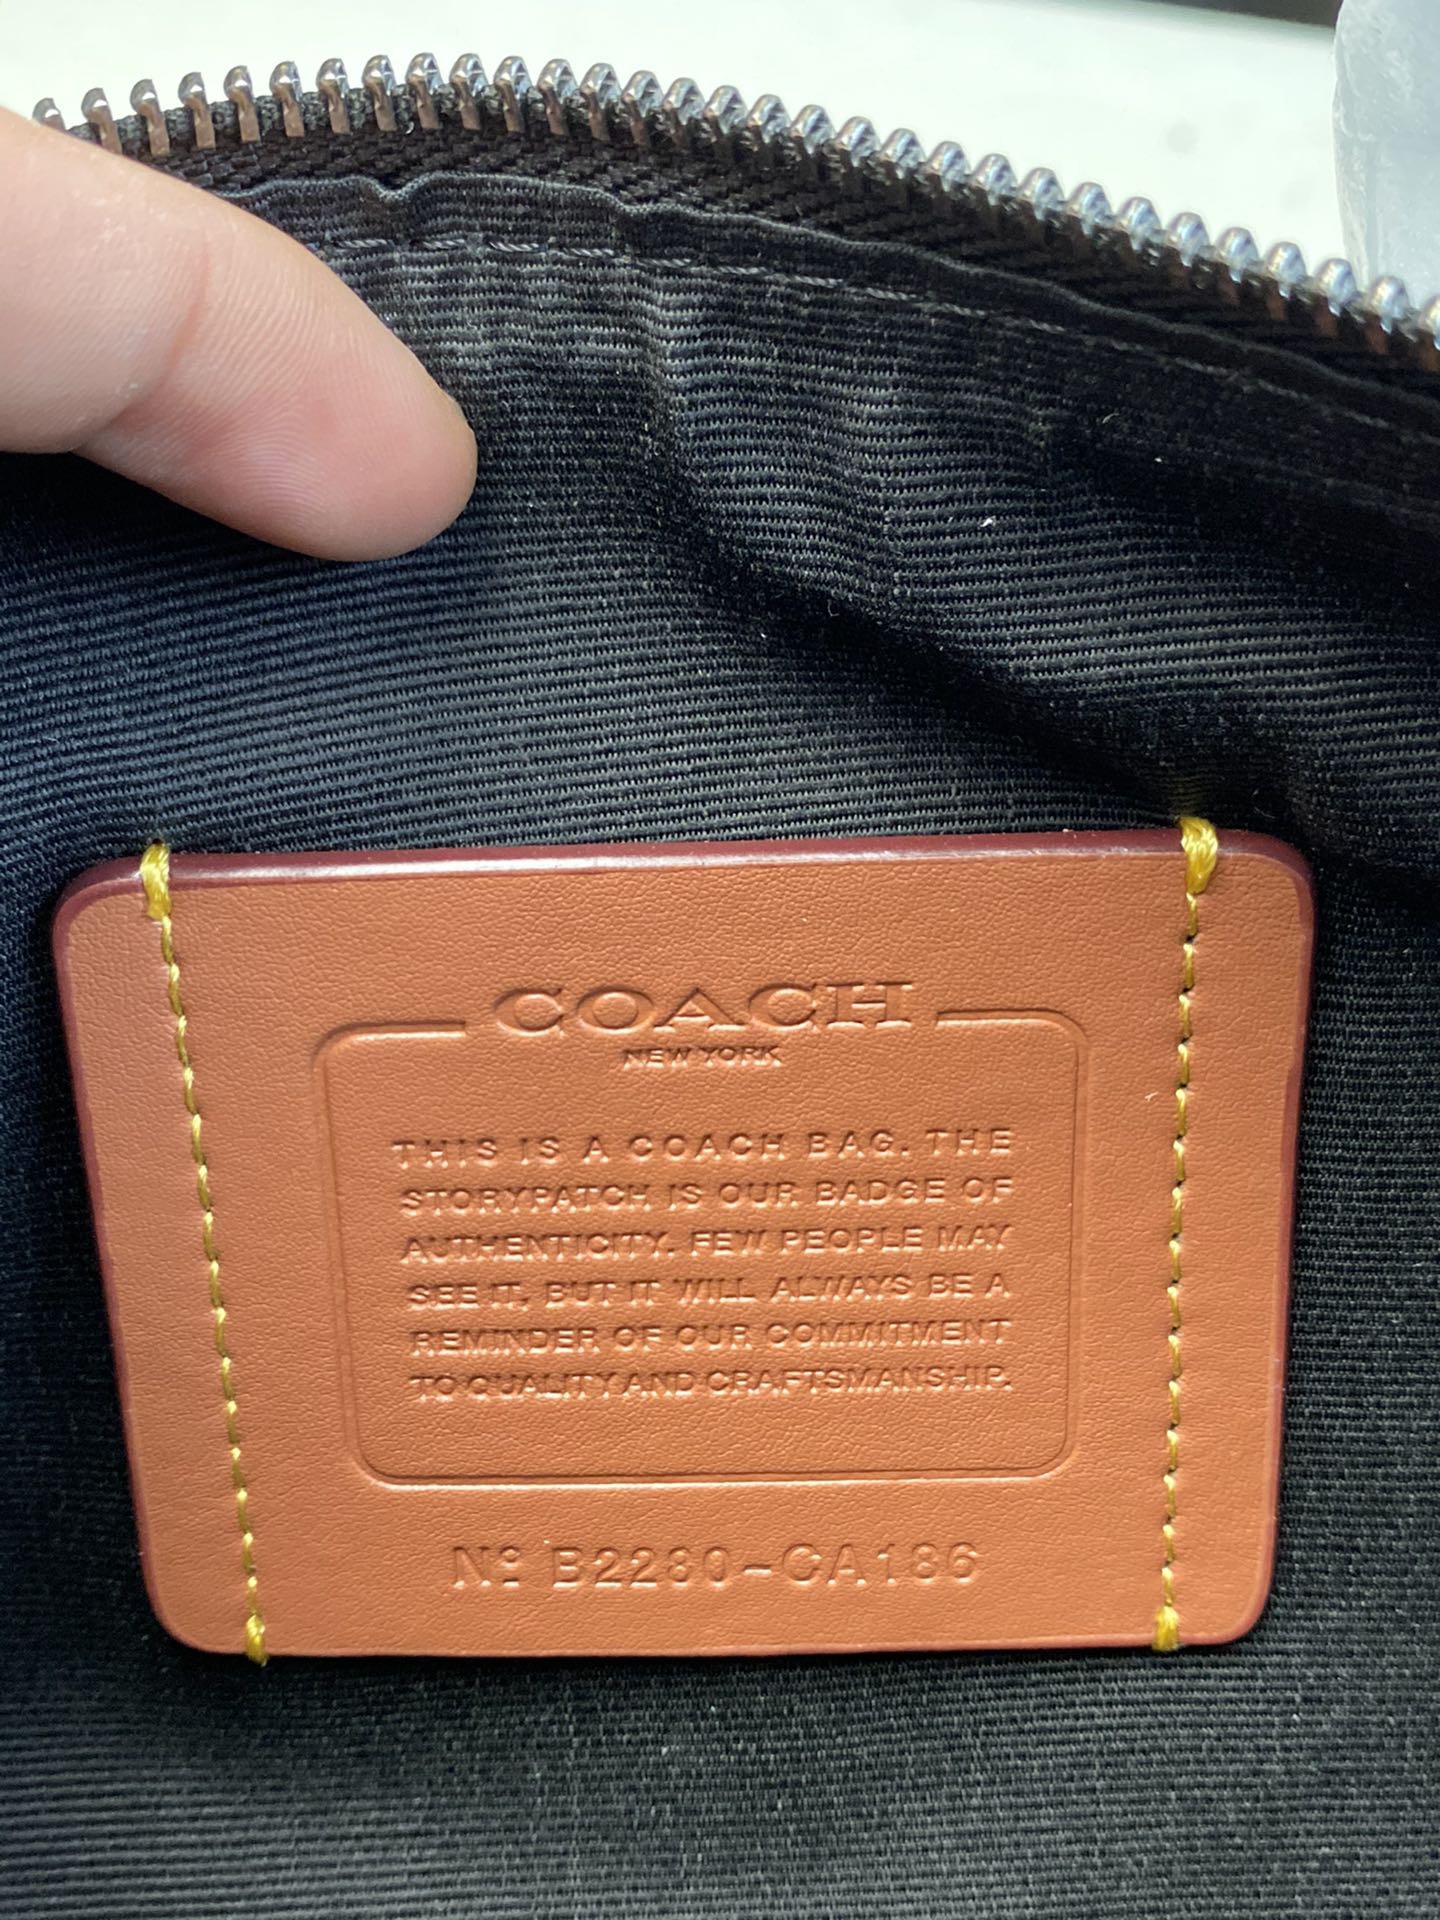 COACH
NEW YORK
THIS IS A COACH BAG. THE
STORYPATCH IS OUR BADGE OF
AUTHENTICITY. FEW PEOPLE MAY
SEE IT, BUT IT WILL ALWAYS BE A
REMINDER OF OUR COMMITMENT
TO QUALITY AND CRAFTSMANSHIP.
Nº B2280-CA186